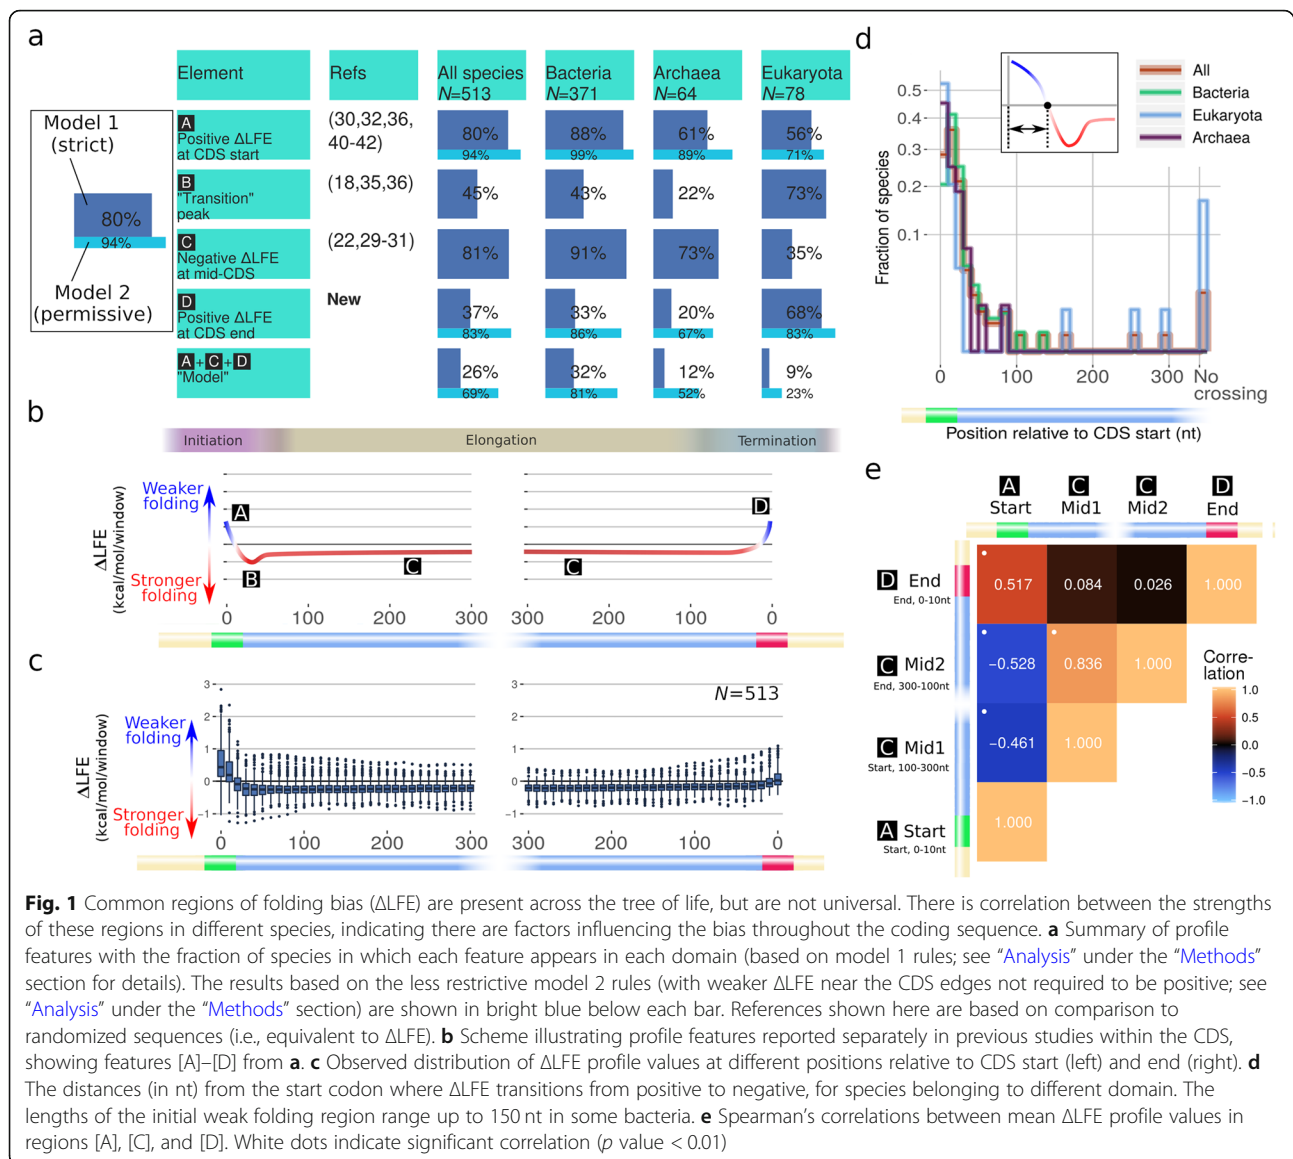 a
Element
Refs
All species
N=513
Bacteria
N=371
Archaea
N=64
Eukaryota
N=78
Model 1
(strict)
80%
94%
Model 2
(permissive)
A
Positive ΔLFE
at CDS start
(30,32,36,
40-42)
80%
94%
88%
99%
61%
89%
56%
71%
B
"Transition"
peak
(18,35,36)
45%
43%
22%
73%
C
Negative ΔLFE
at mid-CDS
(22,29-31)
81%
91%
73%
35%
D
Positive ΔLFE
at CDS end
New
37%
83%
33%
86%
20%
67%
68%
83%
A+C+D
"Model"
26%
69%
32%
81%
12%
52%
9%
23%
b
Initiation
Elongation
Termination
ΔLFE
(kcal/mol/window)
Weaker
folding
Stronger
folding
A
B
C
C
D
0 100 200 300
300 200 100 0
c
N=513
ΔLFE
(kcal/mol/window)
Weaker
folding
Stronger
folding
3
2
1
0
−1
3
2
1
0
−1
0 100 200 300
300 200 100 0
d
All
Bacteria
Eukaryota
Archaea
Fraction of species
0.5
0.3
0.2
0.1
0 100 200 300 No
crossing
Position relative to CDS start (nt)
e
A
Start
C
Mid1
C
Mid2
D
End
D End
End, 0-10nt
0.517 0.084 0.026 1.000
C Mid2
End, 300-100nt
−0.528 0.836 1.000
C Mid1
Start, 100-300nt
−0.461 1.000
A Start
Start, 0-10nt
1.000
Corre-
lation
1.0
0.5
0.0
−0.5
−1.0
Fig. 1 Common regions of folding bias (ΔLFE) are present across the tree of life, but are not universal. There is correlation between the strengths
of these regions in different species, indicating there are factors influencing the bias throughout the coding sequence. a Summary of profile
features with the fraction of species in which each feature appears in each domain (based on model 1 rules; see "Analysis" under the "Methods"
section for details). The results based on the less restrictive model 2 rules (with weaker ΔLFE near the CDS edges not required to be positive; see
"Analysis" under the "Methods" section) are shown in bright blue below each bar. References shown here are based on comparison to
randomized sequences (i.e., equivalent to ΔLFE). b Scheme illustrating profile features reported separately in previous studies within the CDS,
showing features [A]–[D] from a. c Observed distribution of ΔLFE profile values at different positions relative to CDS start (left) and end (right). d
The distances (in nt) from the start codon where ΔLFE transitions from positive to negative, for species belonging to different domain. The
lengths of the initial weak folding region range up to 150 nt in some bacteria. e Spearman's correlations between mean ΔLFE profile values in
regions [A], [C], and [D]. White dots indicate significant correlation (p value < 0.01)